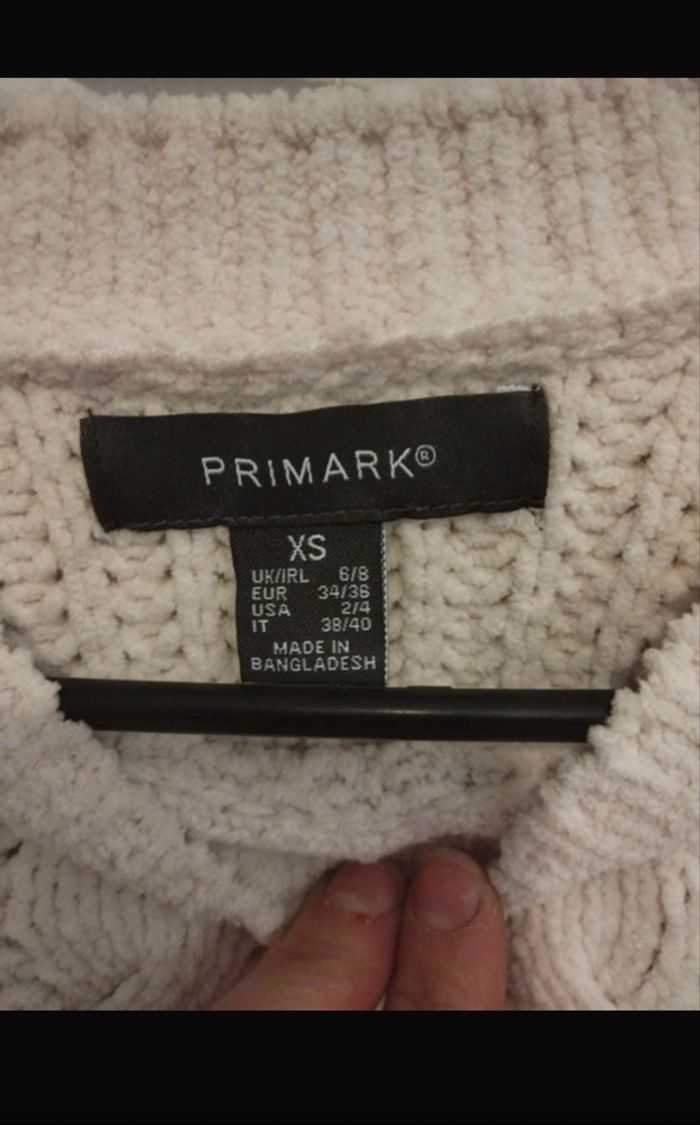 PRIMARK®
XS
UK/IRL 6/8
EUR 34/36
USA 2/4
IT 38/40
MADE IN
BANGLADESH